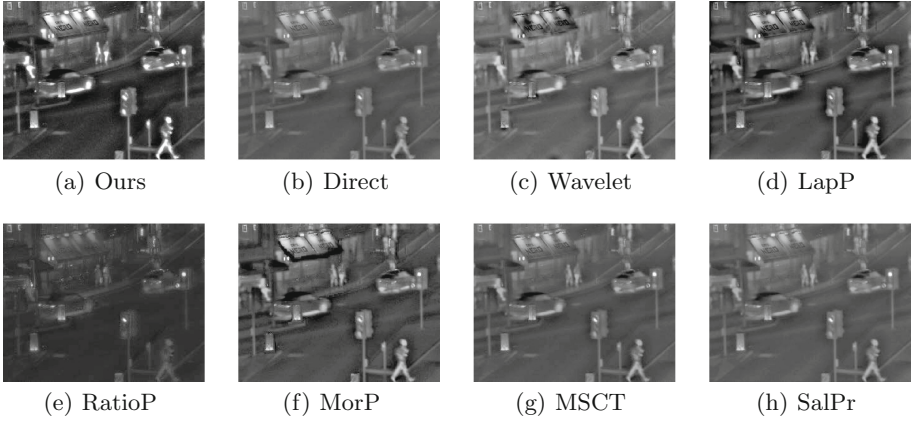 (a) Ours
(b) Direct
(c) Wavelet
(d) LapP
(e) RatioP
(f) MorP
(g) MSCT
(h) SalPr